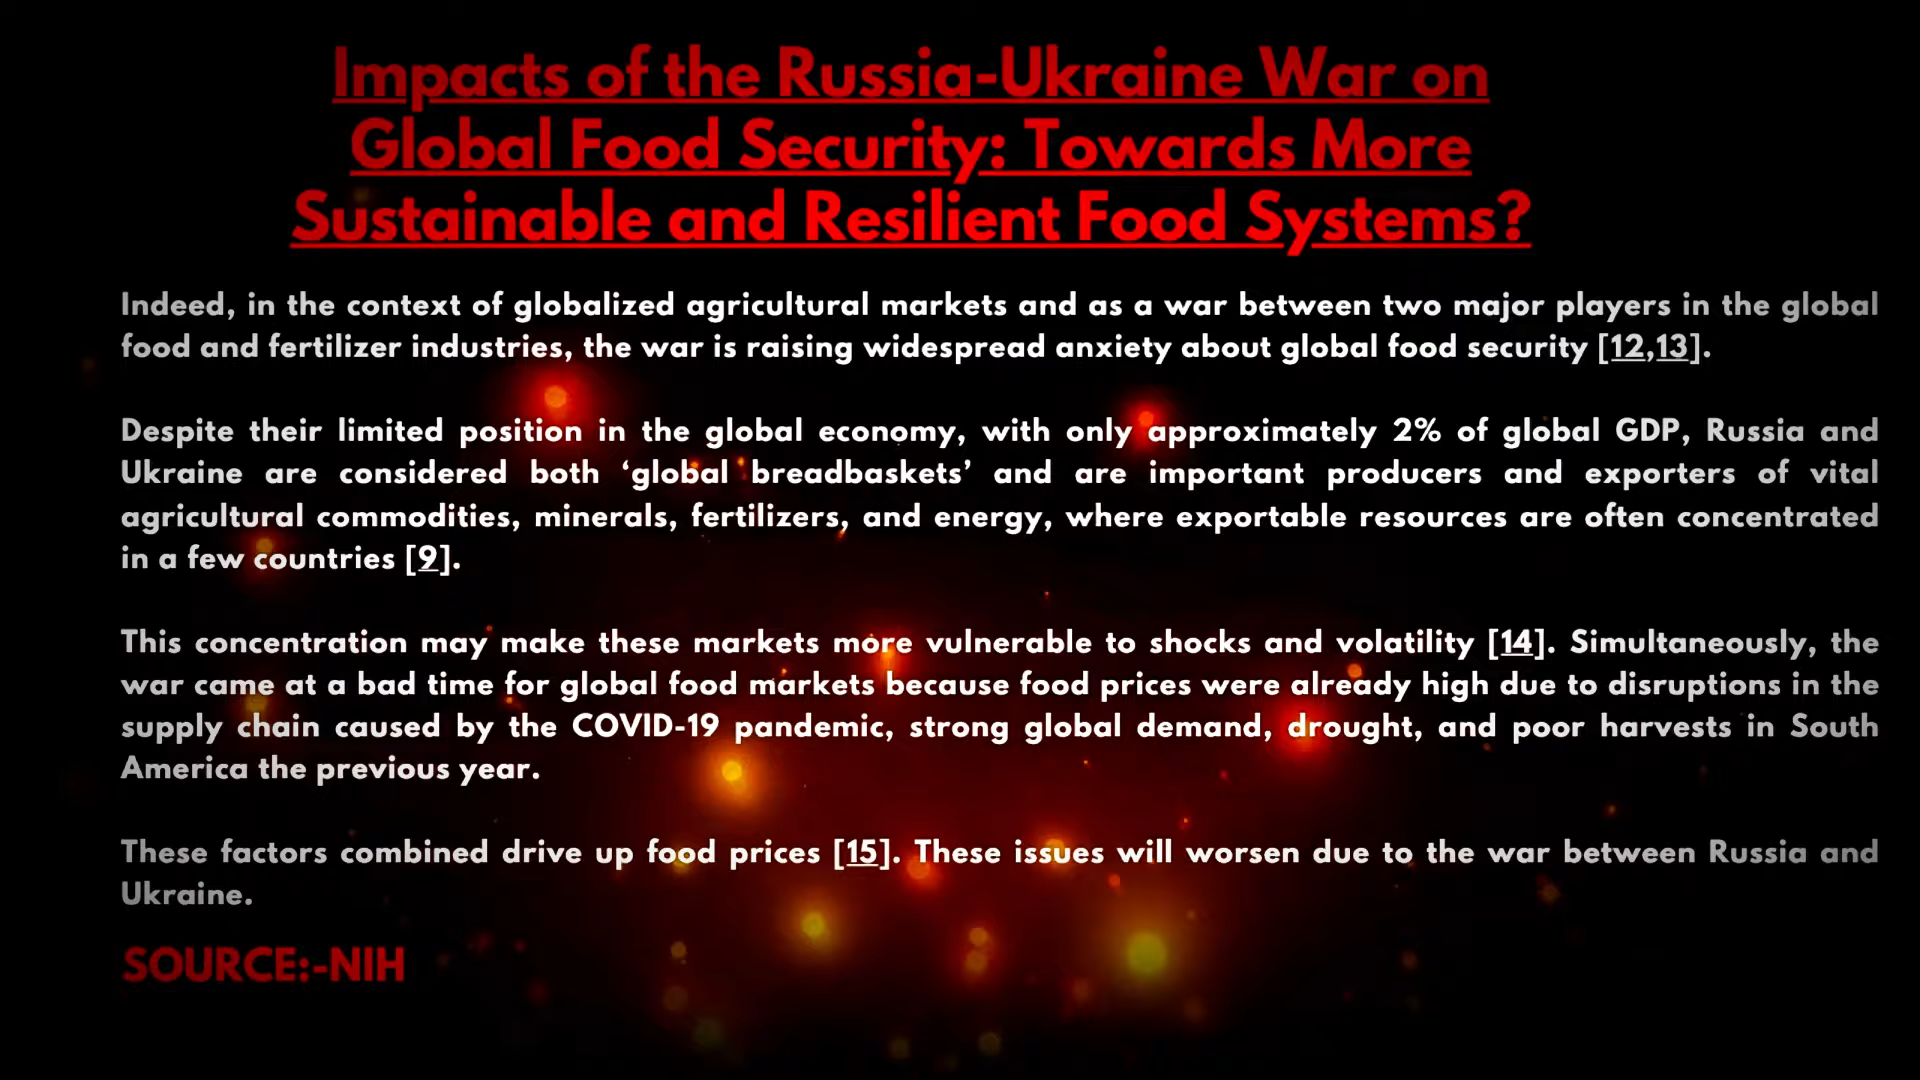 Impacts of the Russia-Ukraine War on
Global Food Security: Towards More
Sustainable and Resilient Food Systems?
Indeed, in the context of globalized agricultural markets and as a war between two major players in the global
food and fertilizer industries, the war is raising widespread anxiety about global food security [12,13].
Despite their limited position in the global economy, with only approximately 2% of global GDP, Russia and
Ukraine are considered both ‘global breadbaskets’ and are important producers and exporters of vital
agricultural commodities, minerals, fertilizers, and energy, where exportable resources are often concentrated
in a few countries [9].
This concentration may make these markets more vulnerable to shocks and volatility [14]. Simultaneously, the
war came at a bad time for global food markets because food prices were already high due to disruptions in the
supply chain caused by the COVID-19 pandemic, strong global demand, drought, and poor harvests in South
America the previous year.
These factors combined drive up food prices [15]. These issues will worsen due to the war between Russia and
Ukraine.
SOURCE:-NIH